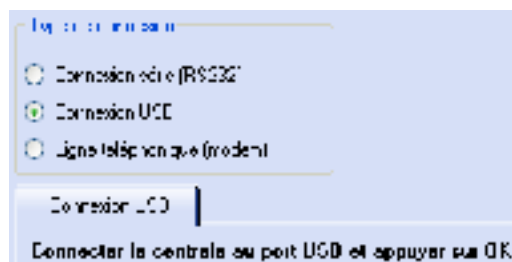 Connexion série (RS232)
Connexion USB
Ligne téléphonique (modem)
Connexion USB
Connecter la centrale au port USB et appuyer sur OK.